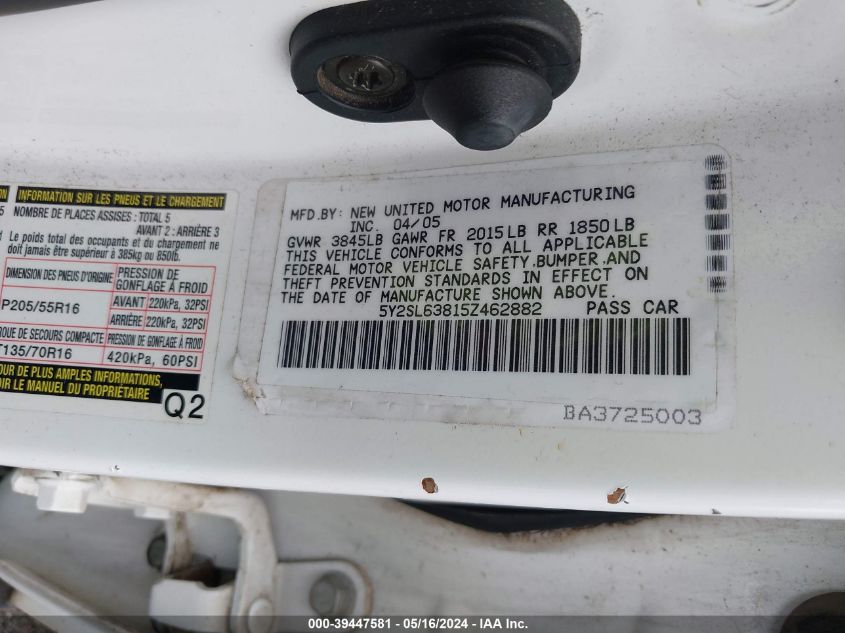 INFORMATION SUR LES PNEUS ET LE CHARGEMENT
NOMBRE DE PLACES ASSISES : TOTAL 5
AVANT 2 : ARRIÈRE 3
Le poids total des occupants et du chargement ne
doit jamais être supérieur à 385kg ou 850lb.
DIMENSION DES PNEUS D'ORIGINE
PRESSION DE
GONFLAGE À FROID
P205/55R16
AVANT 220kPa, 32PSI
ARRIÈRE 220kPa, 32PSI
DE SECOURS COMPACTE PRESSION DE GONFLAGE À FROID
T135/70R16 420kPa, 60PSI
DE PLUS AMPLES INFORMATIONS,
LE MANUEL DU PROPRIÉTAIRE
Q2
MFD.BY: NEW UNITED MOTOR MANUFACTURING
INC. 04/05
GVWR 3845LB GAWR FR 2015LB RR 1850LB
THIS VEHICLE CONFORMS TO ALL APPLICABLE
FEDERAL MOTOR VEHICLE SAFETY.BUMPER.AND
THEFT PREVENTION STANDARDS IN EFFECT ON
THE DATE OF MANUFACTURE SHOWN ABOVE.
5Y2SL63815Z462882 PASS CAR
BA3725003
000-39447581 - 05/16/2024 - IAA Inc.